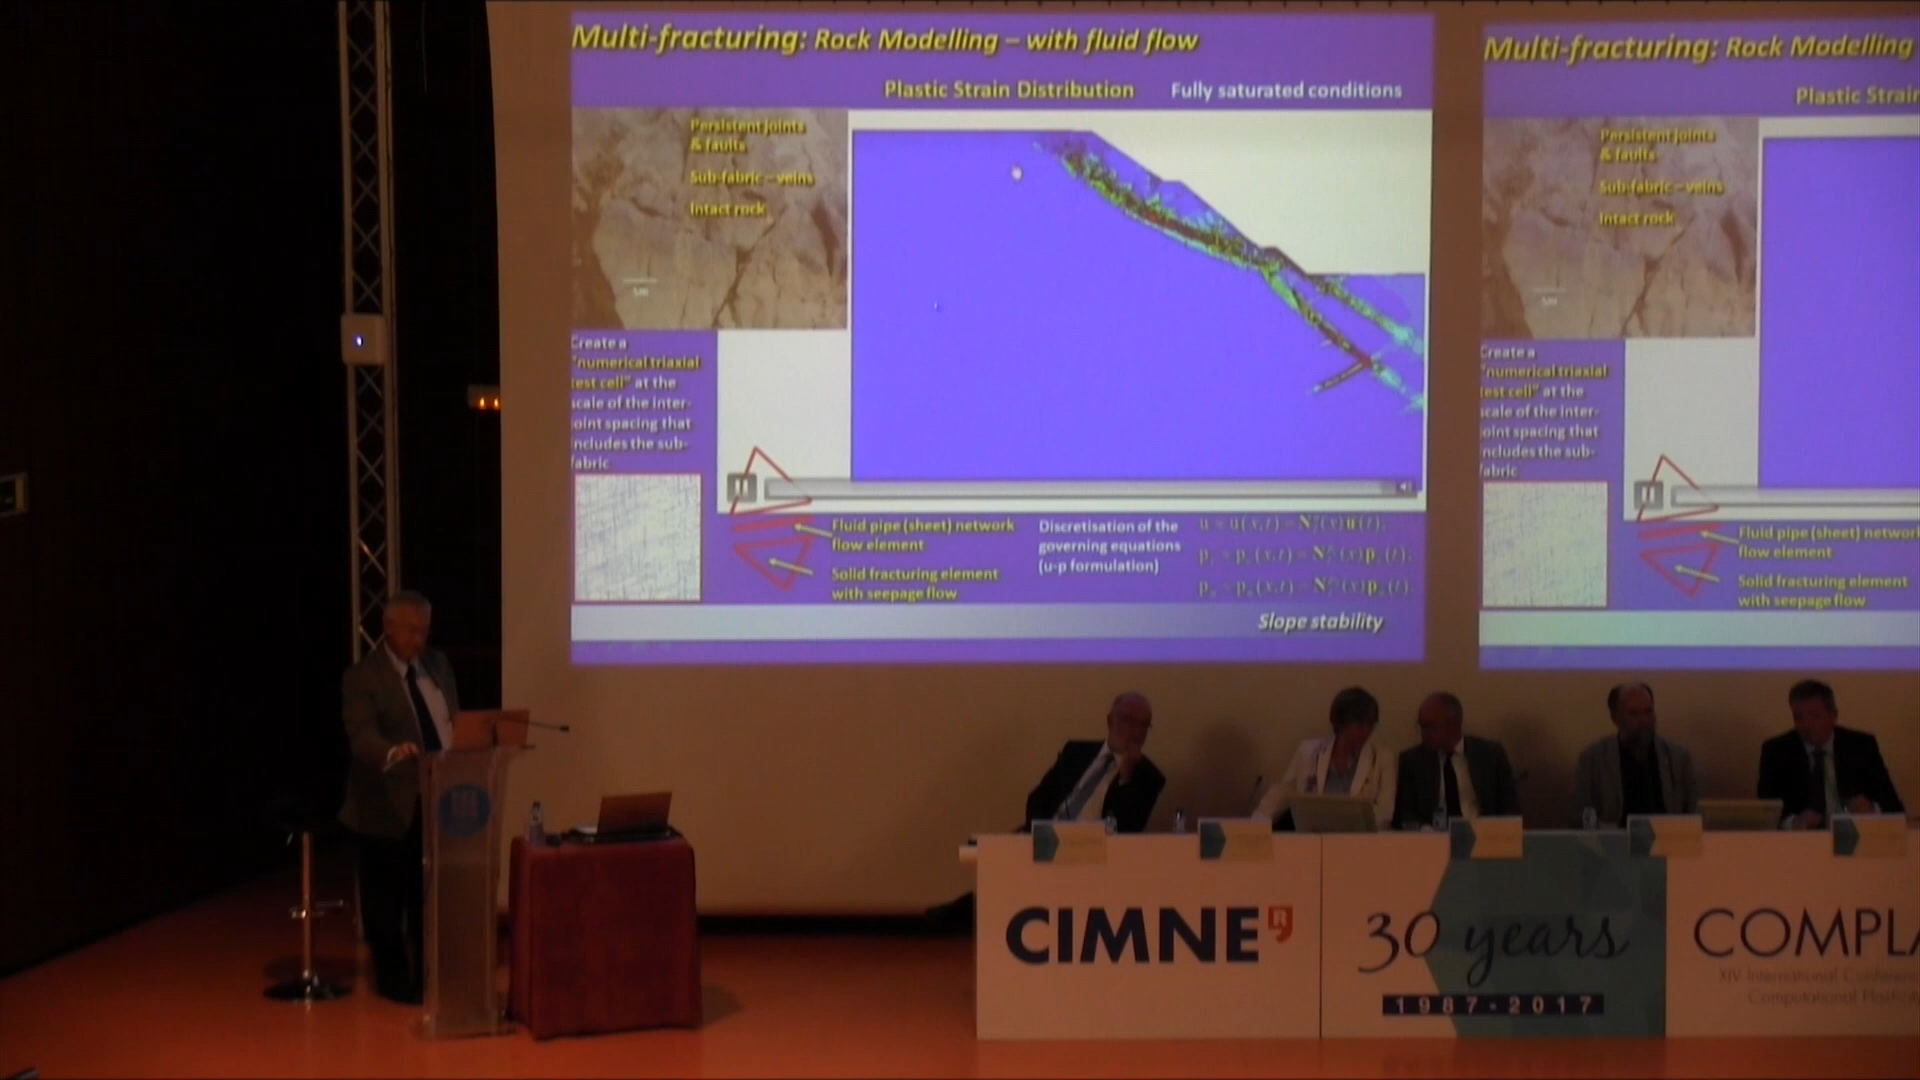 Multi-fracturing: Rock Modelling – with fluid flow
Plastic Strain Distribution
Fully saturated conditions
Persistent joints
& faults
Sub-fabric – veins
Intact rock
Create a
"numerical triaxial
test cell" at the
scale of the inter-
joint spacing that
includes the sub-
fabric
Fluid pipe (sheet) network
flow element
Solid fracturing element
with seepage flow
Discretisation of the
governing equations
(u-p formulation)
Slope stability
Multi-fracturing: Rock Modelling
Plastic Strain
Persistent joints
& faults
Sub-fabric – veins
Intact rock
Create a
"numerical triaxial
test cell" at the
scale of the inter-
joint spacing that
includes the sub-
fabric
Fluid pipe (sheet) network
flow element
Solid fracturing element
with seepage flow
CIMNE
30 years
1987-2017
COMPLA
XIV International Conferenc
Computational Plastici